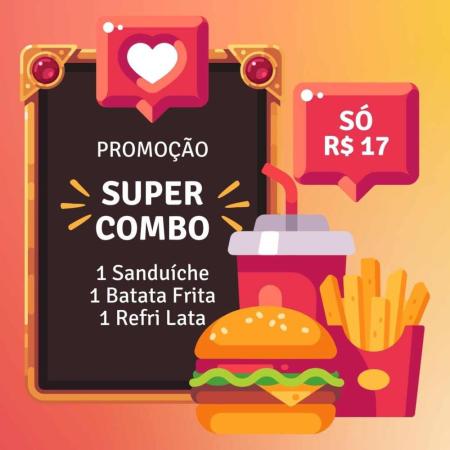 PROMOÇÃO
SUPER
COMBO
1 Sanduíche
1 Batata Frita
1 Refri Lata
SÓ
R$ 17